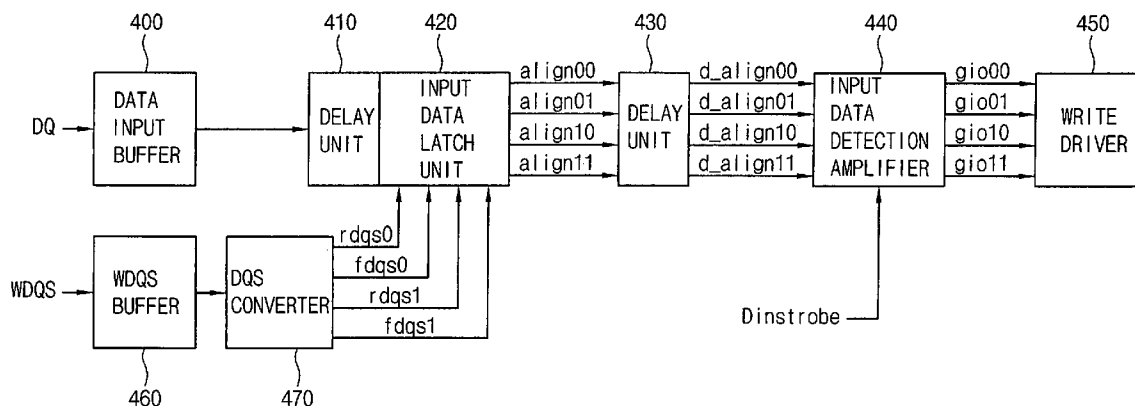 400
410
420
430
440
450
DQ
DATA
INPUT
BUFFER
DELAY
UNIT
INPUT
DATA
LATCH
UNIT
align00
align01
align10
align11
DELAY
UNIT
d_align00
d_align01
d_align10
d_align11
INPUT
DATA
DETECTION
AMPLIFIER
gio00
gio01
gio10
gio11
WRITE
DRIVER
WDQS
WDQS
BUFFER
DQS
CONVERTER
rdqs0
fdqs0
rdqs1
fdqs1
Dinstrobe
460
470